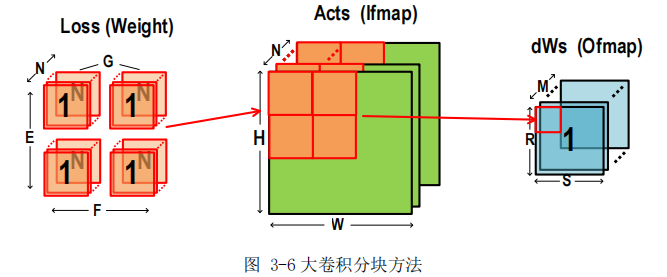 Loss (Weight)
Acts (Ifmap)
dWs (Ofmap)
N
G
E
F
1
N
1
N
1
N
1
N
N
H
W
M
R
S
1
图 3-6 大卷积分块方法